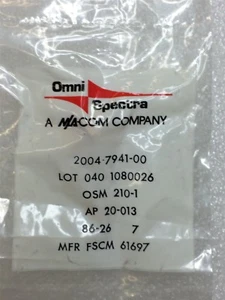 Omni
Spectra
A M/A-COM COMPANY
2004-7941-00
LOT 040 1080026
OSM 210-1
AP 20-013
86-26 7
MFR FSCM 61697